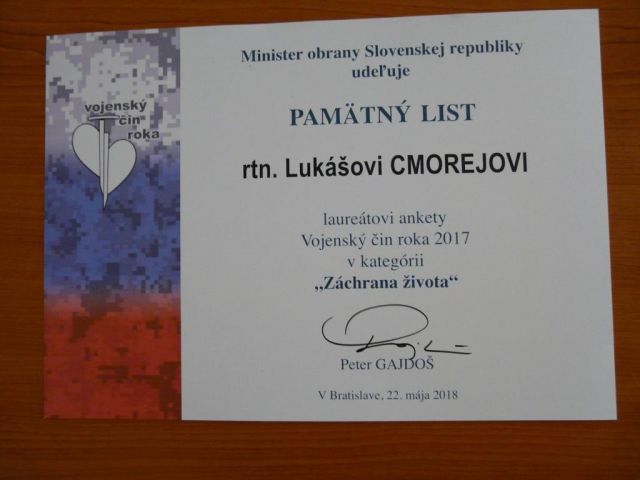 vojenský
čin
roka
Minister obrany Slovenskej republiky
udeľuje
PAMÄTNÝ LIST
rtn. Lukášovi CMOREJOVI
laureátovi ankety
Vojenský čin roka 2017
v kategórii
„Záchrana života“
Peter GAJDOŠ
V Bratislave, 22. mája 2018